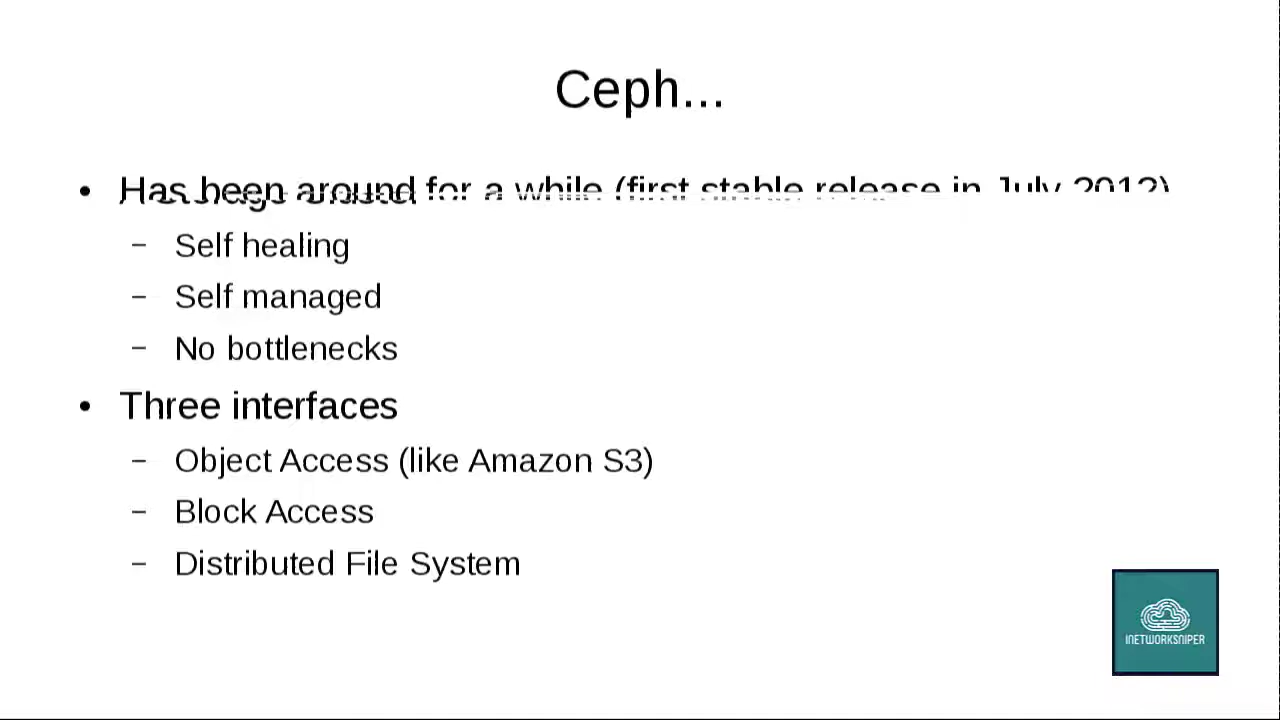 Ceph...
• Has been around for a while (first stable release in July 2012)
– Self healing
– Self managed
– No bottlenecks
• Three interfaces
– Object Access (like Amazon S3)
– Block Access
– Distributed File System
INETWORKSNIPER